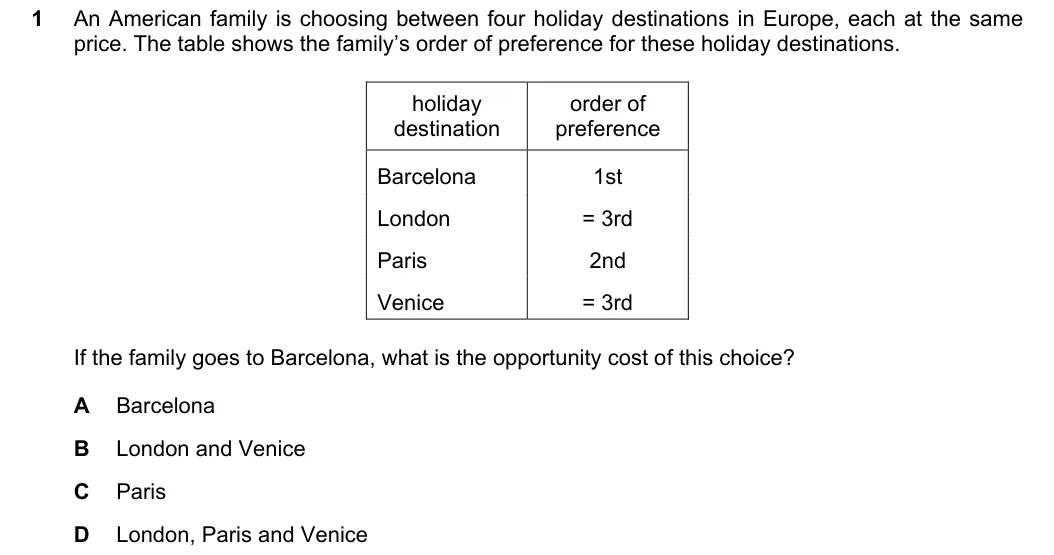 1 An American family is choosing between four holiday destinations in Europe, each at the same
price. The table shows the family's order of preference for these holiday destinations.
holiday destination | order of preference
Barcelona 1st
London = 3rd
Paris 2nd
Venice = 3rd
If the family goes to Barcelona, what is the opportunity cost of this choice?
A Barcelona
B London and Venice
C Paris
D London, Paris and Venice